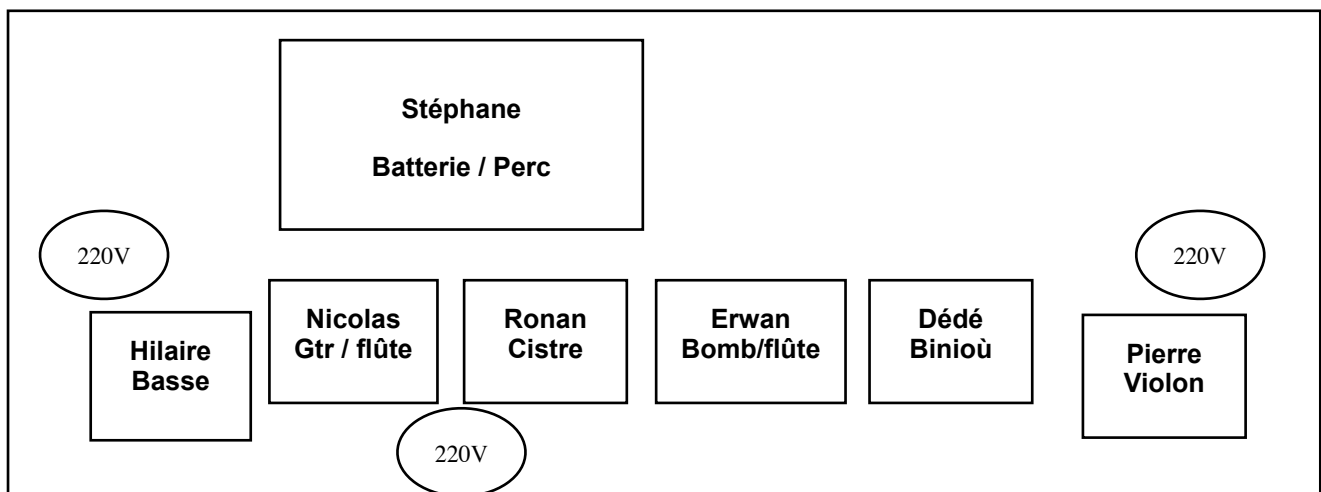 Stéphane
Batterie / Perc
220V
220V
Hilaire
Basse
Nicolas
Gtr / flûte
Ronan
Cistre
Erwan
Bomb/flûte
Dédé
Binioù
Pierre
Violon
220V